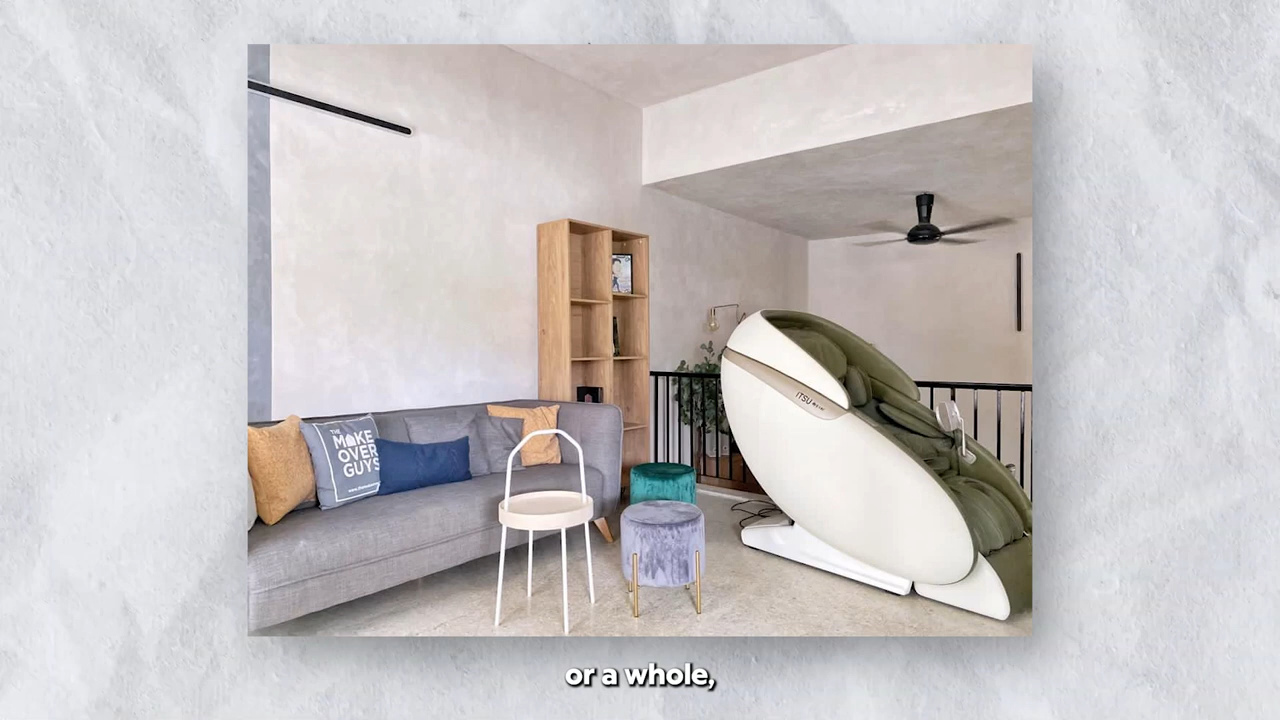 THE
MAKE
OVER
GUYS
ITSU
or a whole,